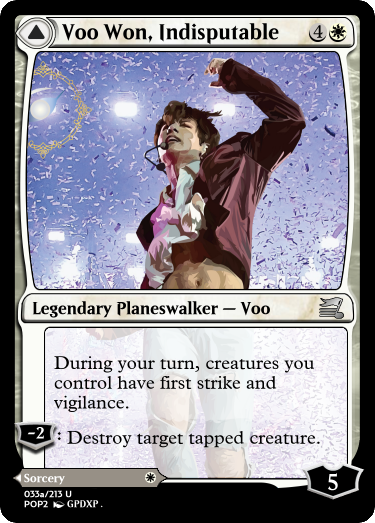 Voo Won, Indisputable 4
Legendary Planeswalker — Voo
During your turn, creatures you
control have first strike and
vigilance.
-2 : Destroy target tapped creature.
Sorcery
5
033a/213 U
POP2 GPDXP .